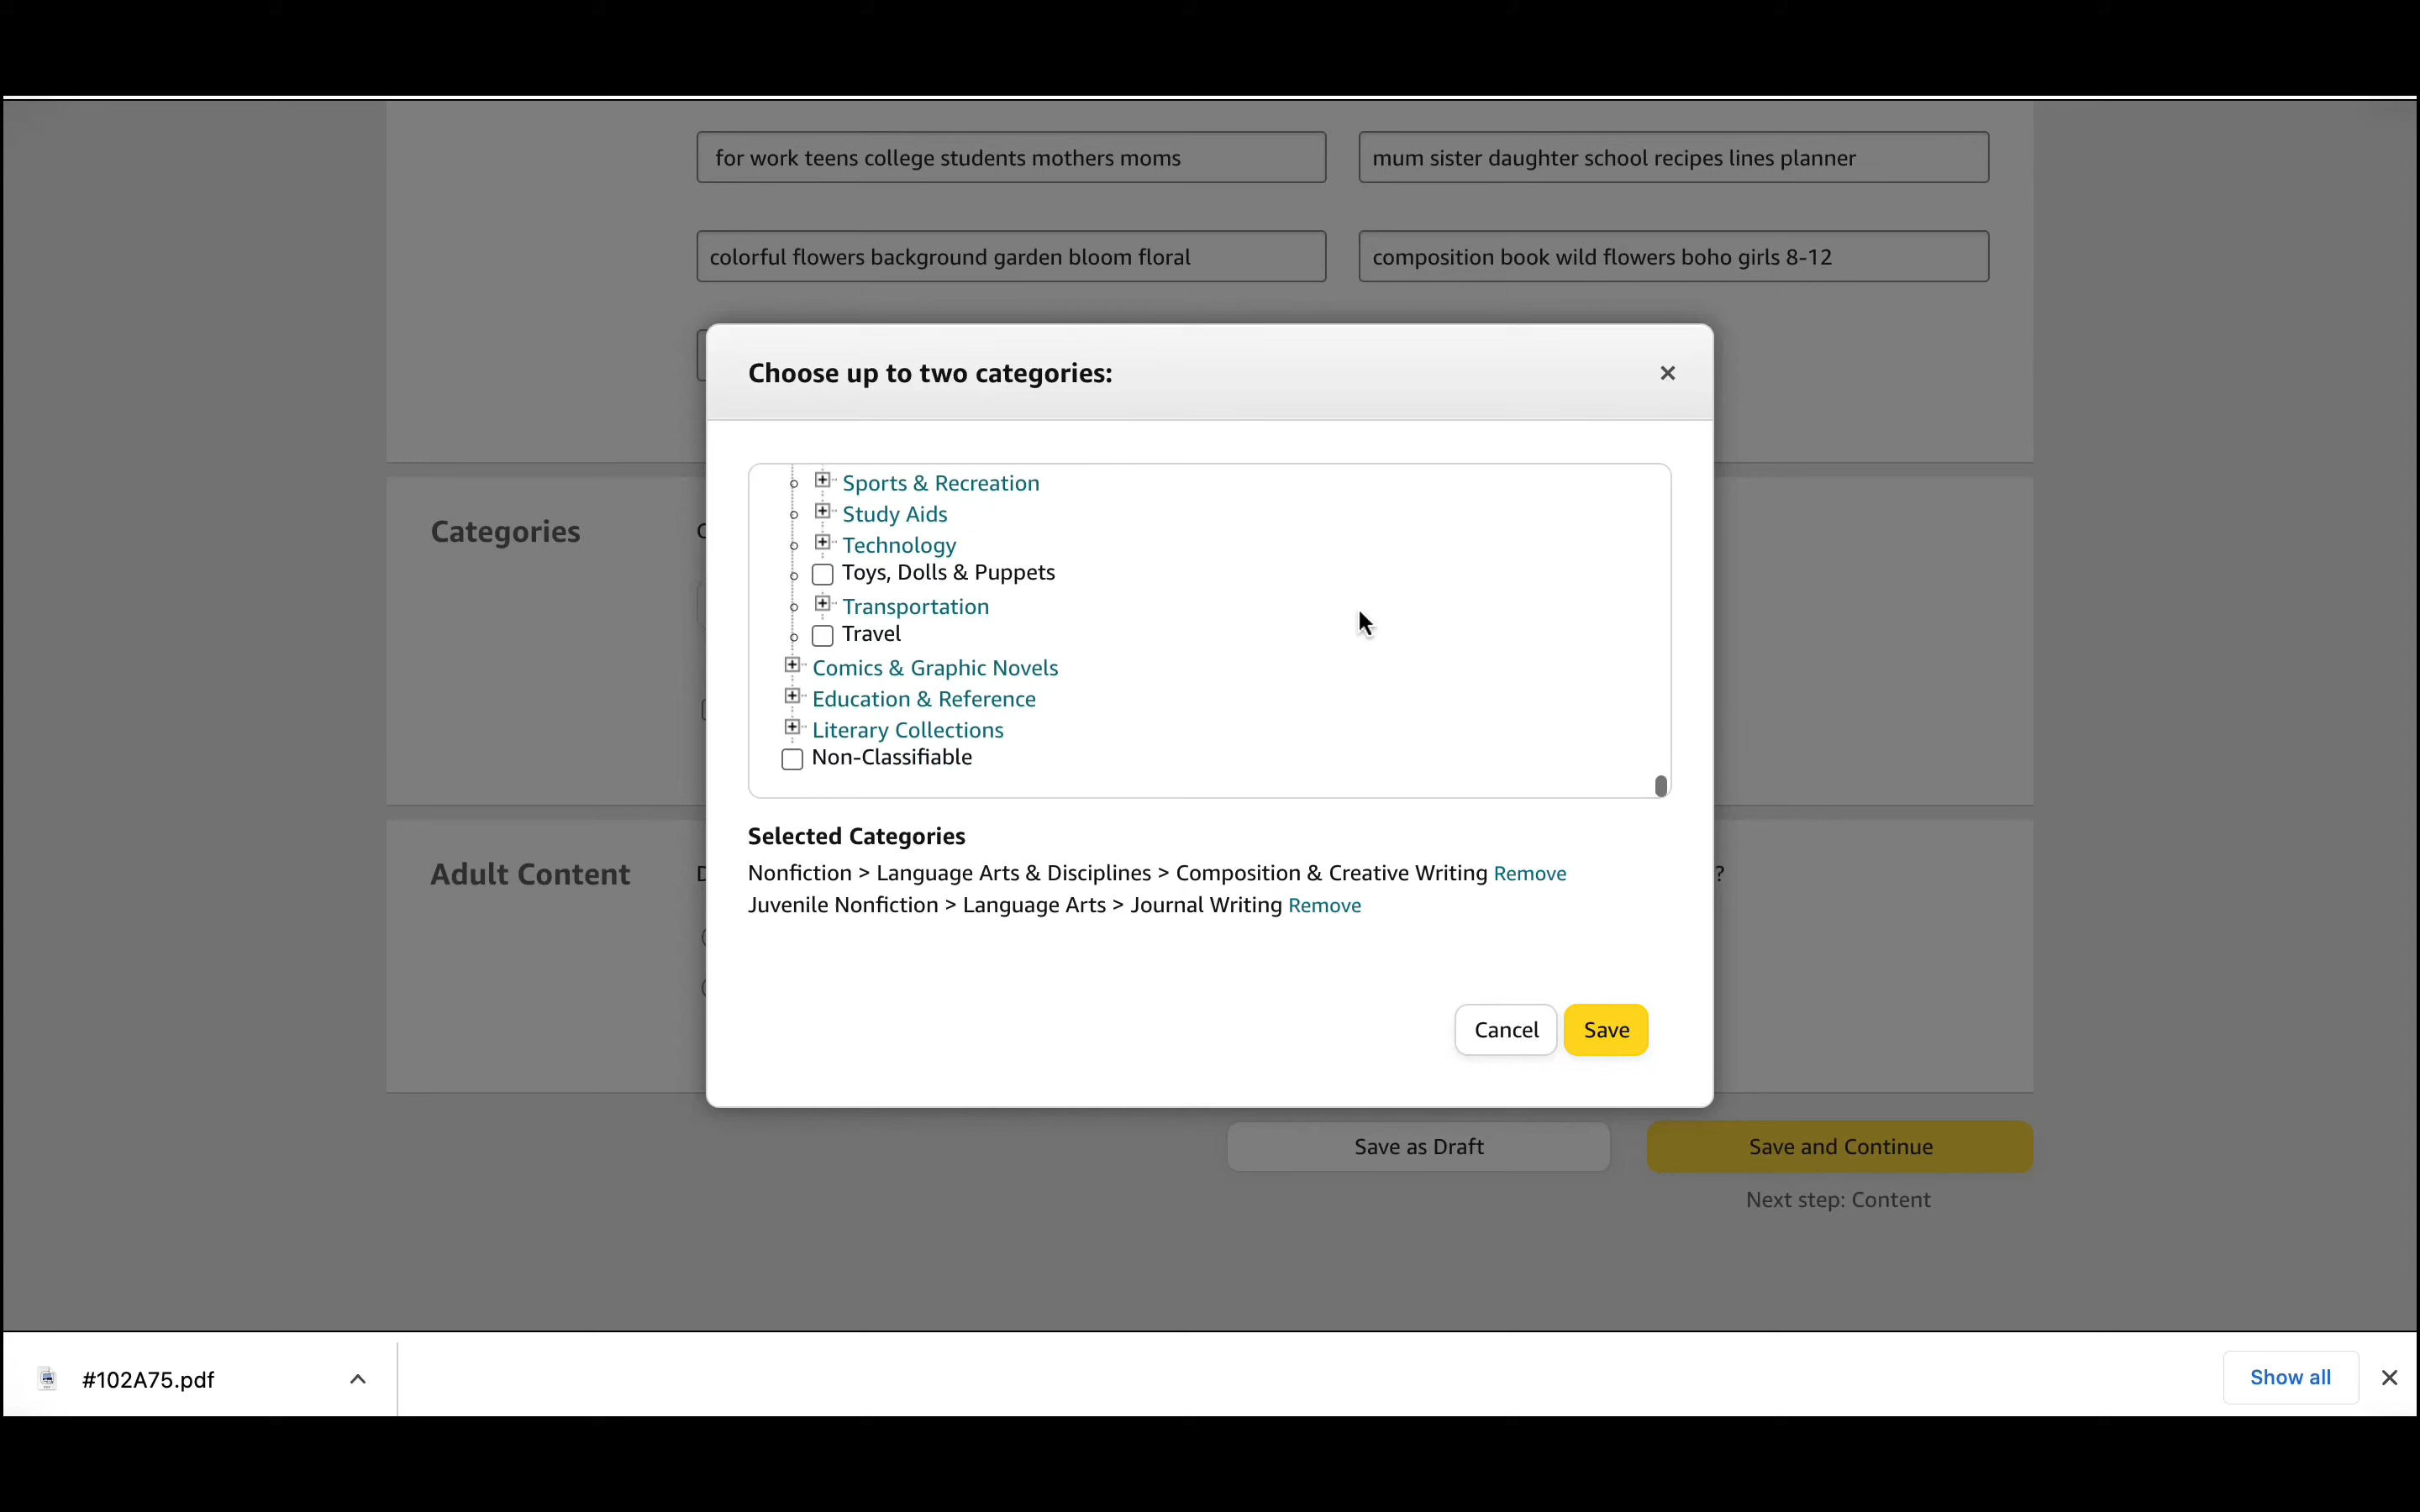 for work teens college students mothers moms
mum sister daughter school recipes lines planner
colorful flowers background garden bloom floral
composition book wild flowers boho girls 8-12
Choose up to two categories:
Categories
Sports & Recreation
Study Aids
Technology
Toys, Dolls & Puppets
Transportation
Travel
Comics & Graphic Novels
Education & Reference
Literary Collections
Non-Classifiable
Selected Categories
Nonfiction > Language Arts & Disciplines > Composition & Creative Writing Remove
Juvenile Nonfiction > Language Arts > Journal Writing Remove
Adult Content
?
Cancel
Save
Save as Draft
Save and Continue
Next step: Content
#102A75.pdf
Show all